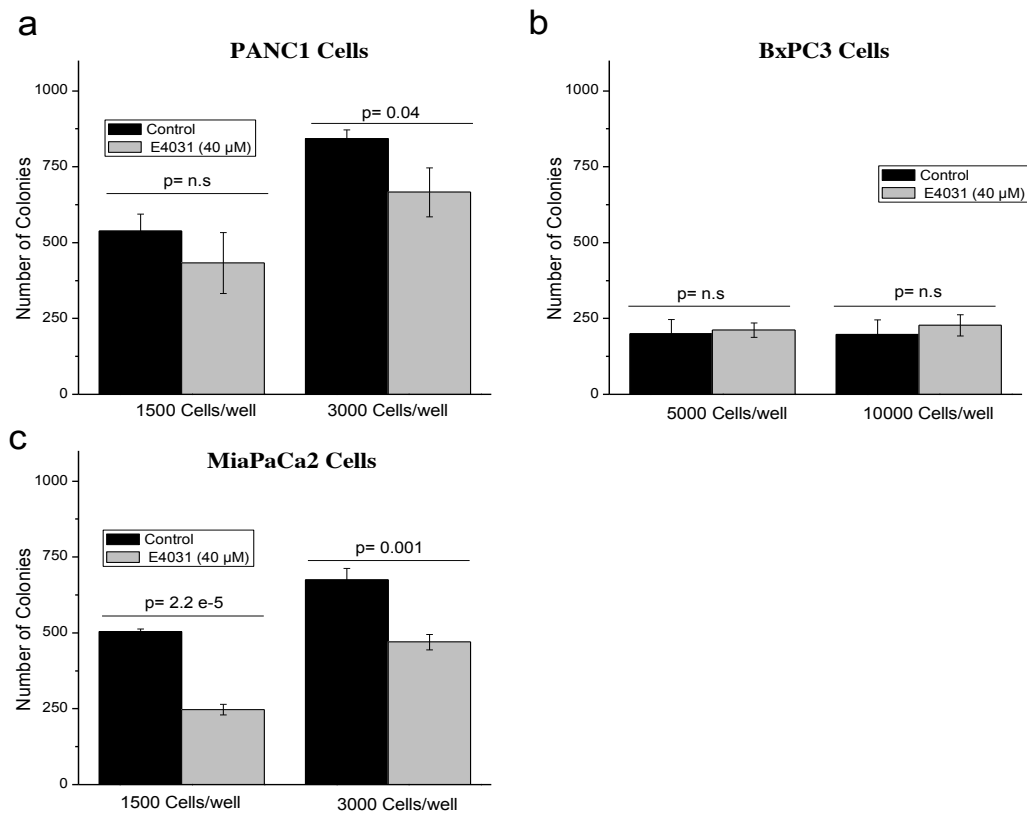 a
PANC1 Cells
1000
750
500
250
0
Number of Colonies
Control
E4031 (40 µM)
p= n.s
p= 0.04
1500 Cells/well
3000 Cells/well
b
BxPC3 Cells
1000
750
500
250
0
Number of Colonies
Control
E4031 (40 µM)
p= n.s
p= n.s
5000 Cells/well
10000 Cells/well
c
MiaPaCa2 Cells
1000
750
500
250
0
Number of Colonies
Control
E4031 (40 µM)
p= 2.2 e-5
p= 0.001
1500 Cells/well
3000 Cells/well